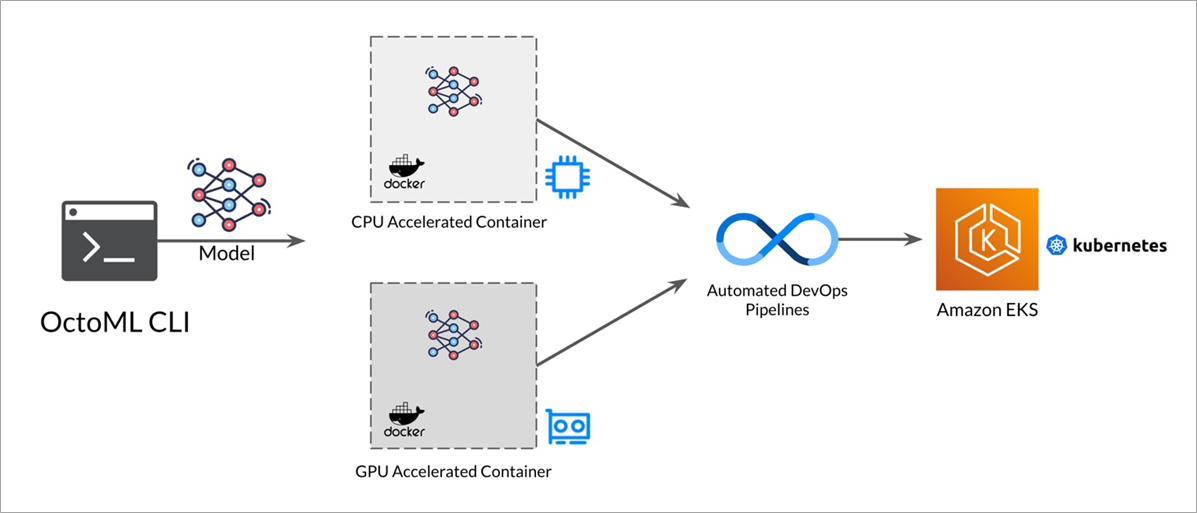 OctoML CLI
Model
docker
CPU Accelerated Container
docker
GPU Accelerated Container
Automated DevOps
Pipelines
K
Amazon EKS
kubernetes